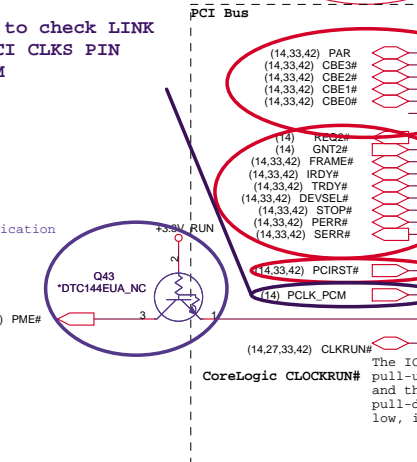 PCI Bus
to check LINK
CI CLKS PIN
(14,33,42) PAR
(14,33,42) CBE3#
(14,33,42) CBE2#
(14,33,42) CBE1#
(14,33,42) CBE0#
(14) REQ2#
(14) GNT2#
(14,33,42) FRAME#
(14,33,42) IRDY#
(14,33,42) TRDY#
(14,33,42) DEVSEL#
(14,33,42) STOP#
(14,33,42) PERR#
(14,33,42) SERR#
ication
+3.3V_RUN
2
Q43
*DTC144EUA_NC
(14,33,42) PCIRST#
(14) PCLK_PCM
) PME#
3
1
(14,27,33,42) CLKRUN#
CoreLogic CLOCKRUN#
The IC
pull-u
and th
pull-d
low, i